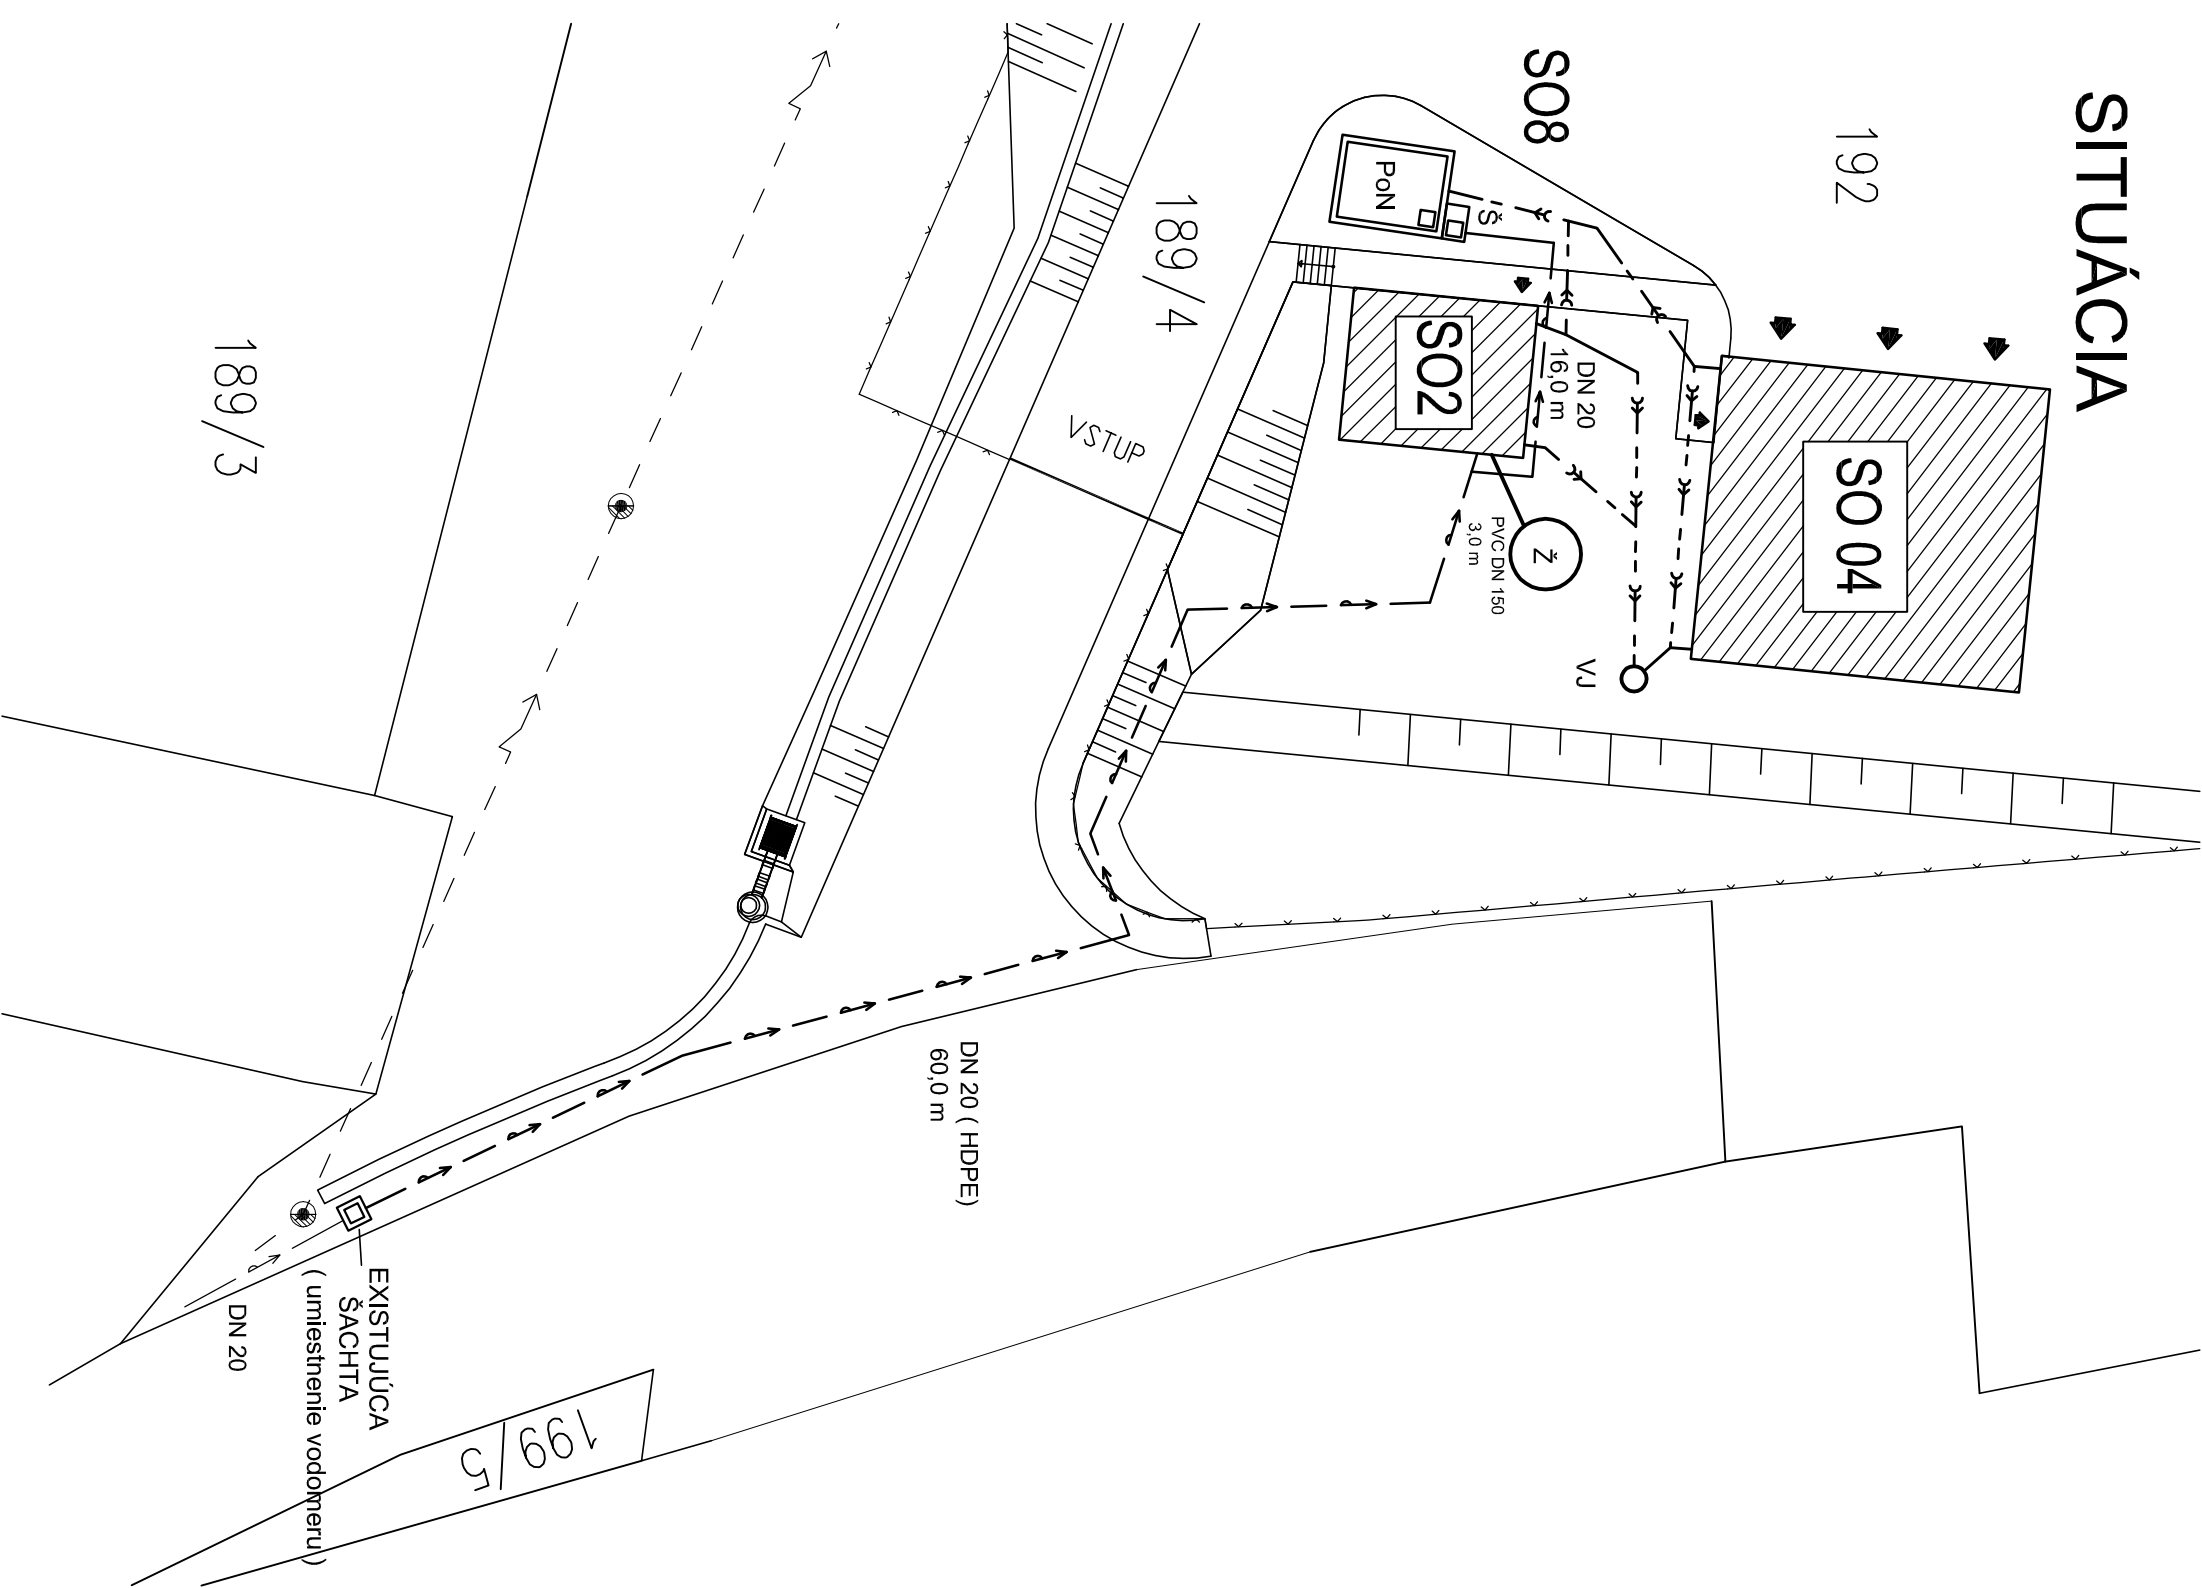 SITUÁCIA
192
SO8
PoN
Š
SO2
SO 04
DN 20
16,0 m
PVC DN 150
3,0 m
Ž
VJ
189/4
VSTUP
189/3
DN 20 ( HDPE)
60,0 m
EXISTUJÚCA
ŠACHTA
( umiestnenie vodomeru )
DN 20
199/5